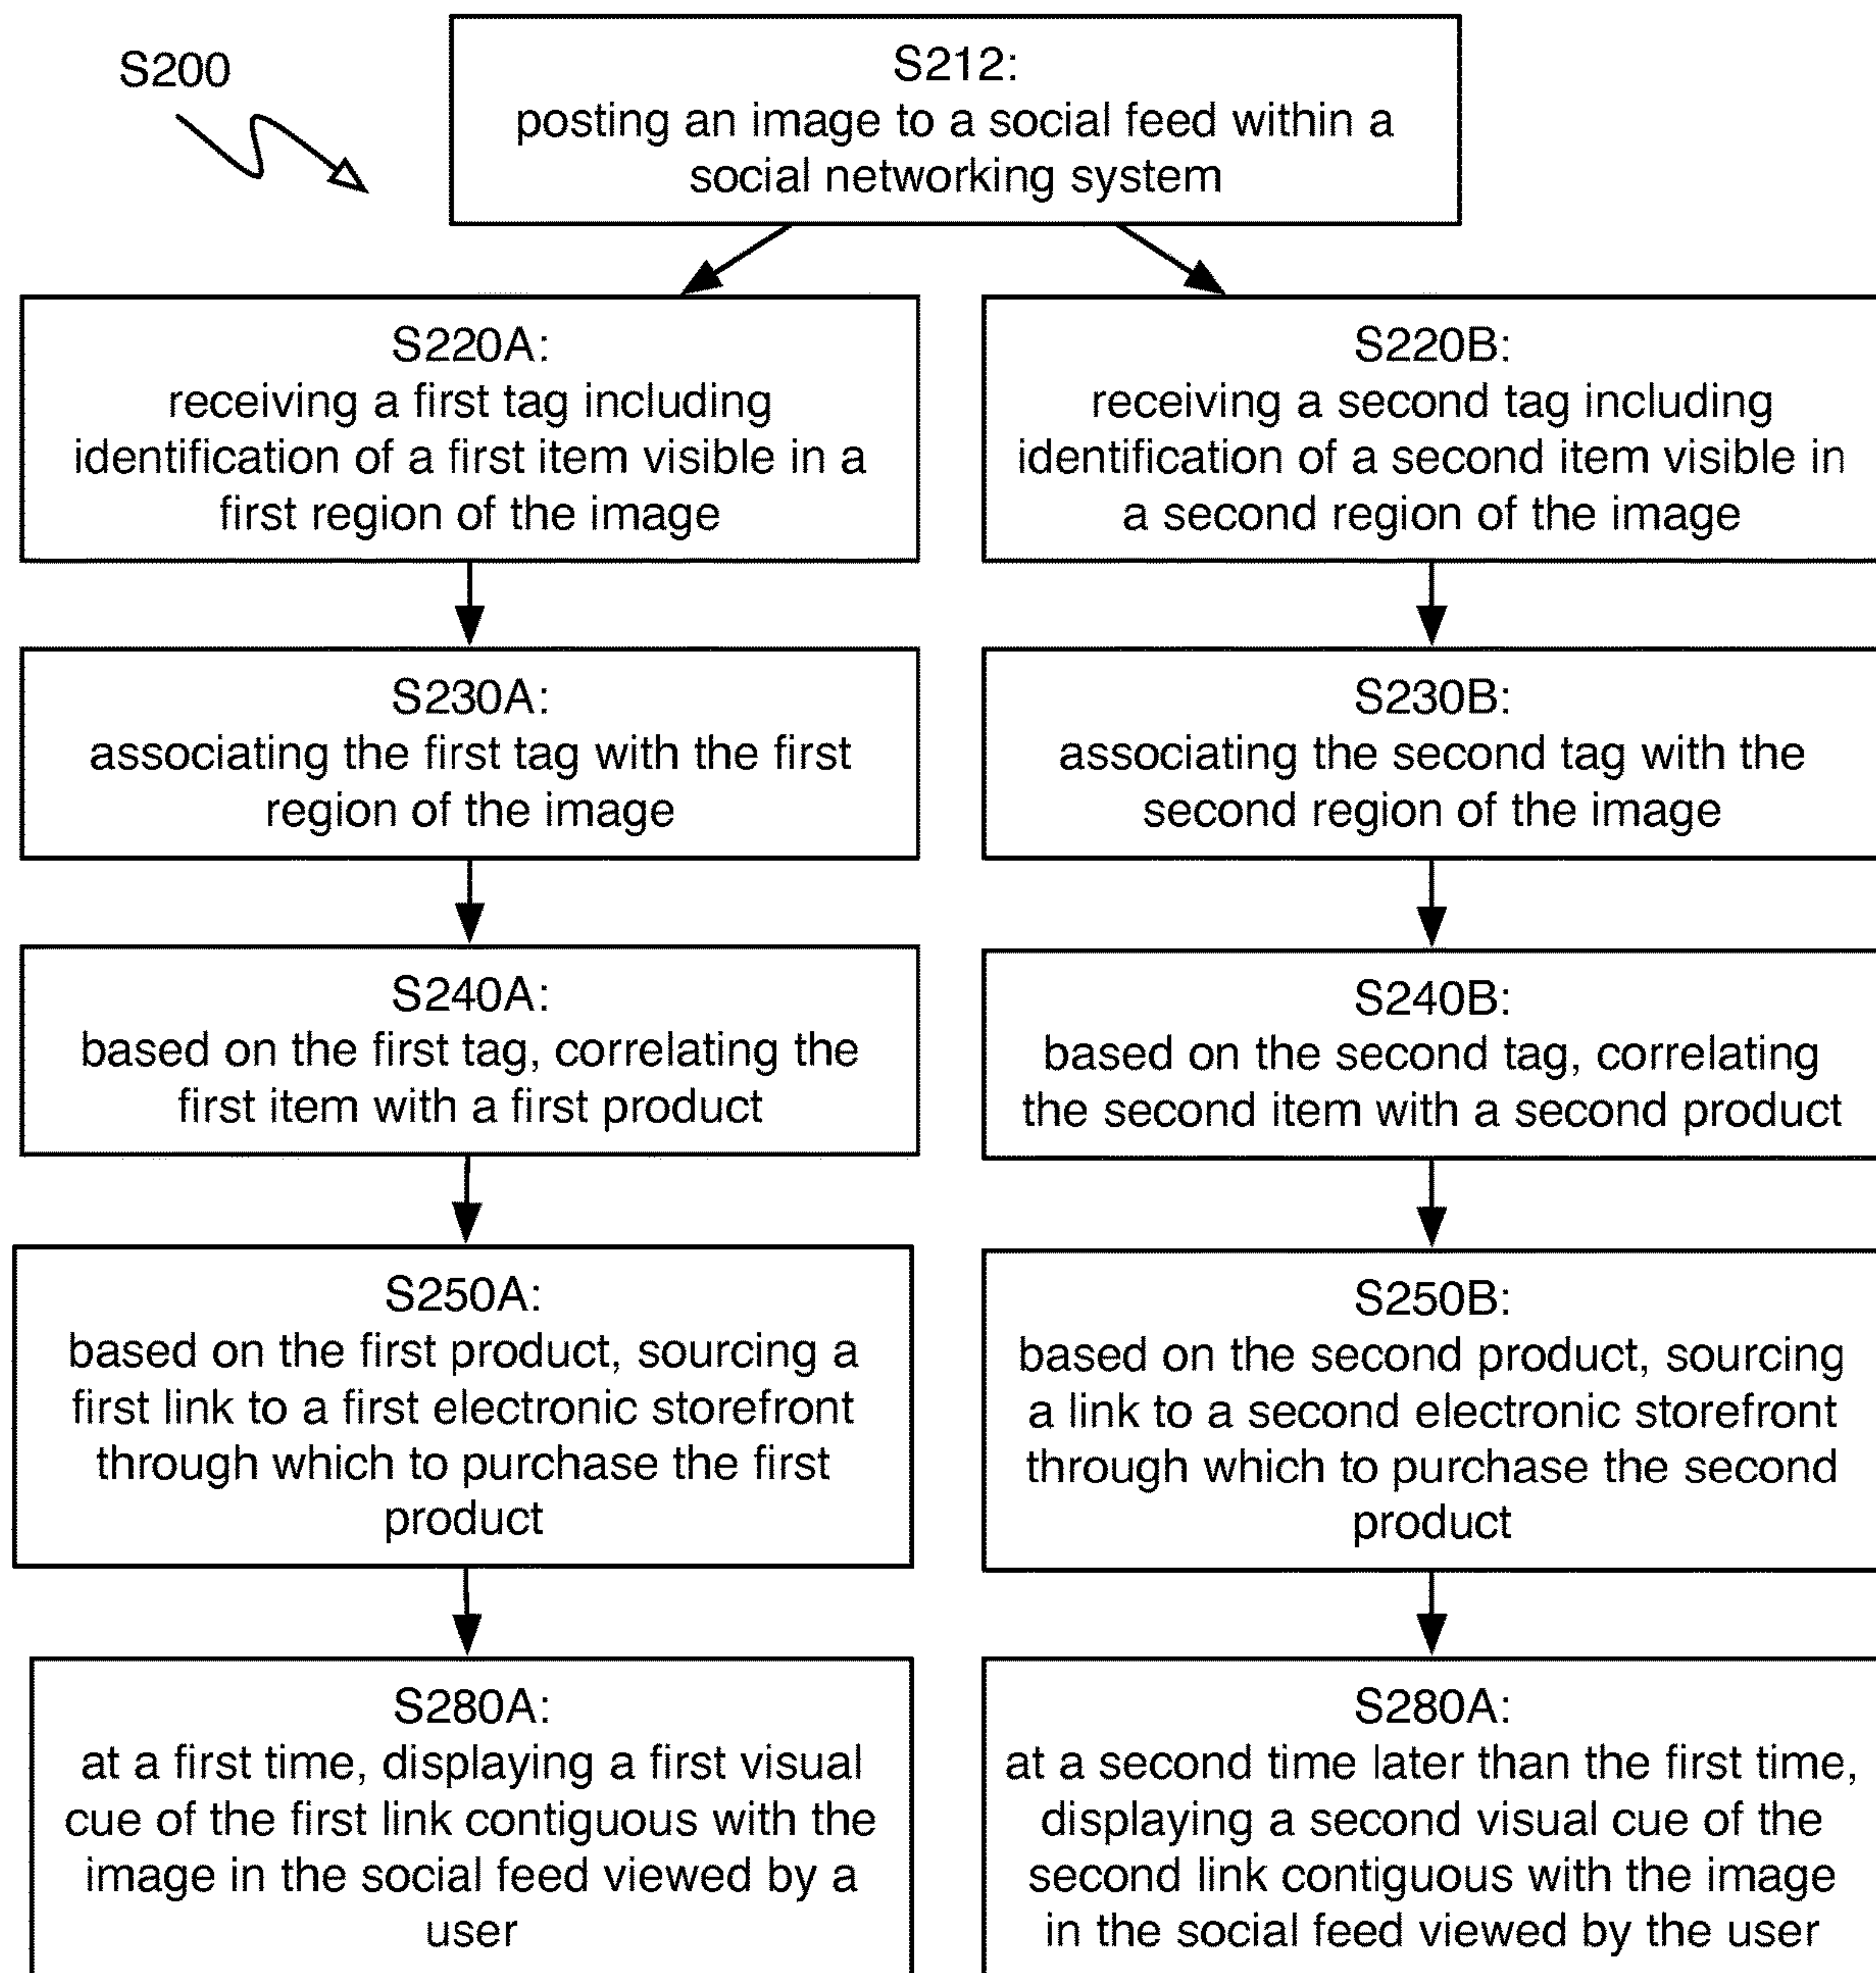 S200
S212:
posting an image to a social feed within a
social networking system
S220A:
receiving a first tag including
identification of a first item visible in a
first region of the image
S220B:
receiving a second tag including
identification of a second item visible in
a second region of the image
S230A:
associating the first tag with the first
region of the image
S230B:
associating the second tag with the
second region of the image
S240A:
based on the first tag, correlating the
first item with a first product
S240B:
based on the second tag, correlating
the second item with a second product
S250A:
based on the first product, sourcing a
first link to a first electronic storefront
through which to purchase the first
product
S250B:
based on the second product, sourcing
a link to a second electronic storefront
through which to purchase the second
product
S280A:
at a first time, displaying a first visual
cue of the first link contiguous with the
image in the social feed viewed by a
user
S280A:
at a second time later than the first time,
displaying a second visual cue of the
second link contiguous with the image
in the social feed viewed by the user